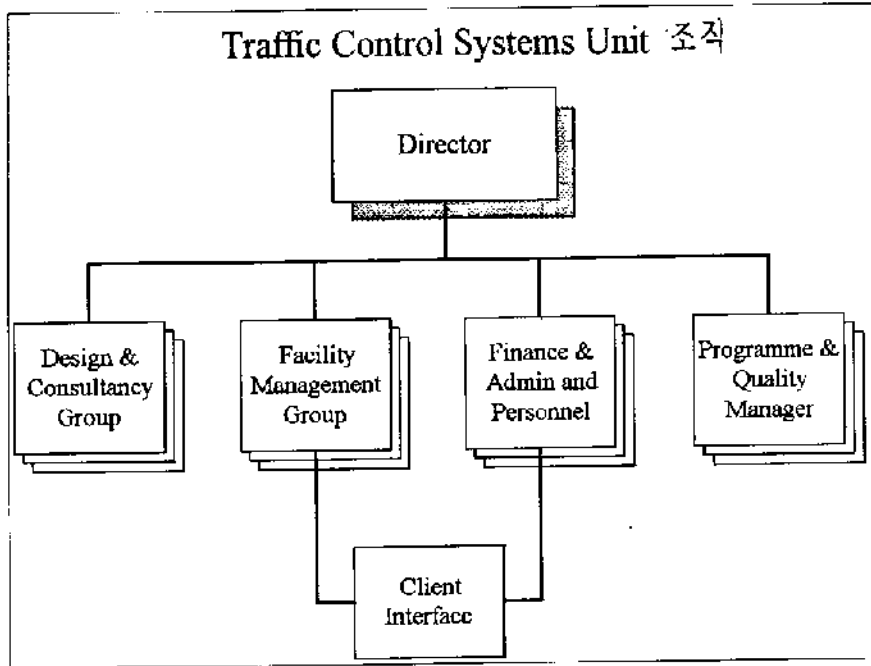 Traffic Control Systems Unit 조직
Director
Design &
Consultancy
Group
Facility
Management
Group
Finance &
Admin and
Personnel
Programme &
Quality
Manager
Client
Interface